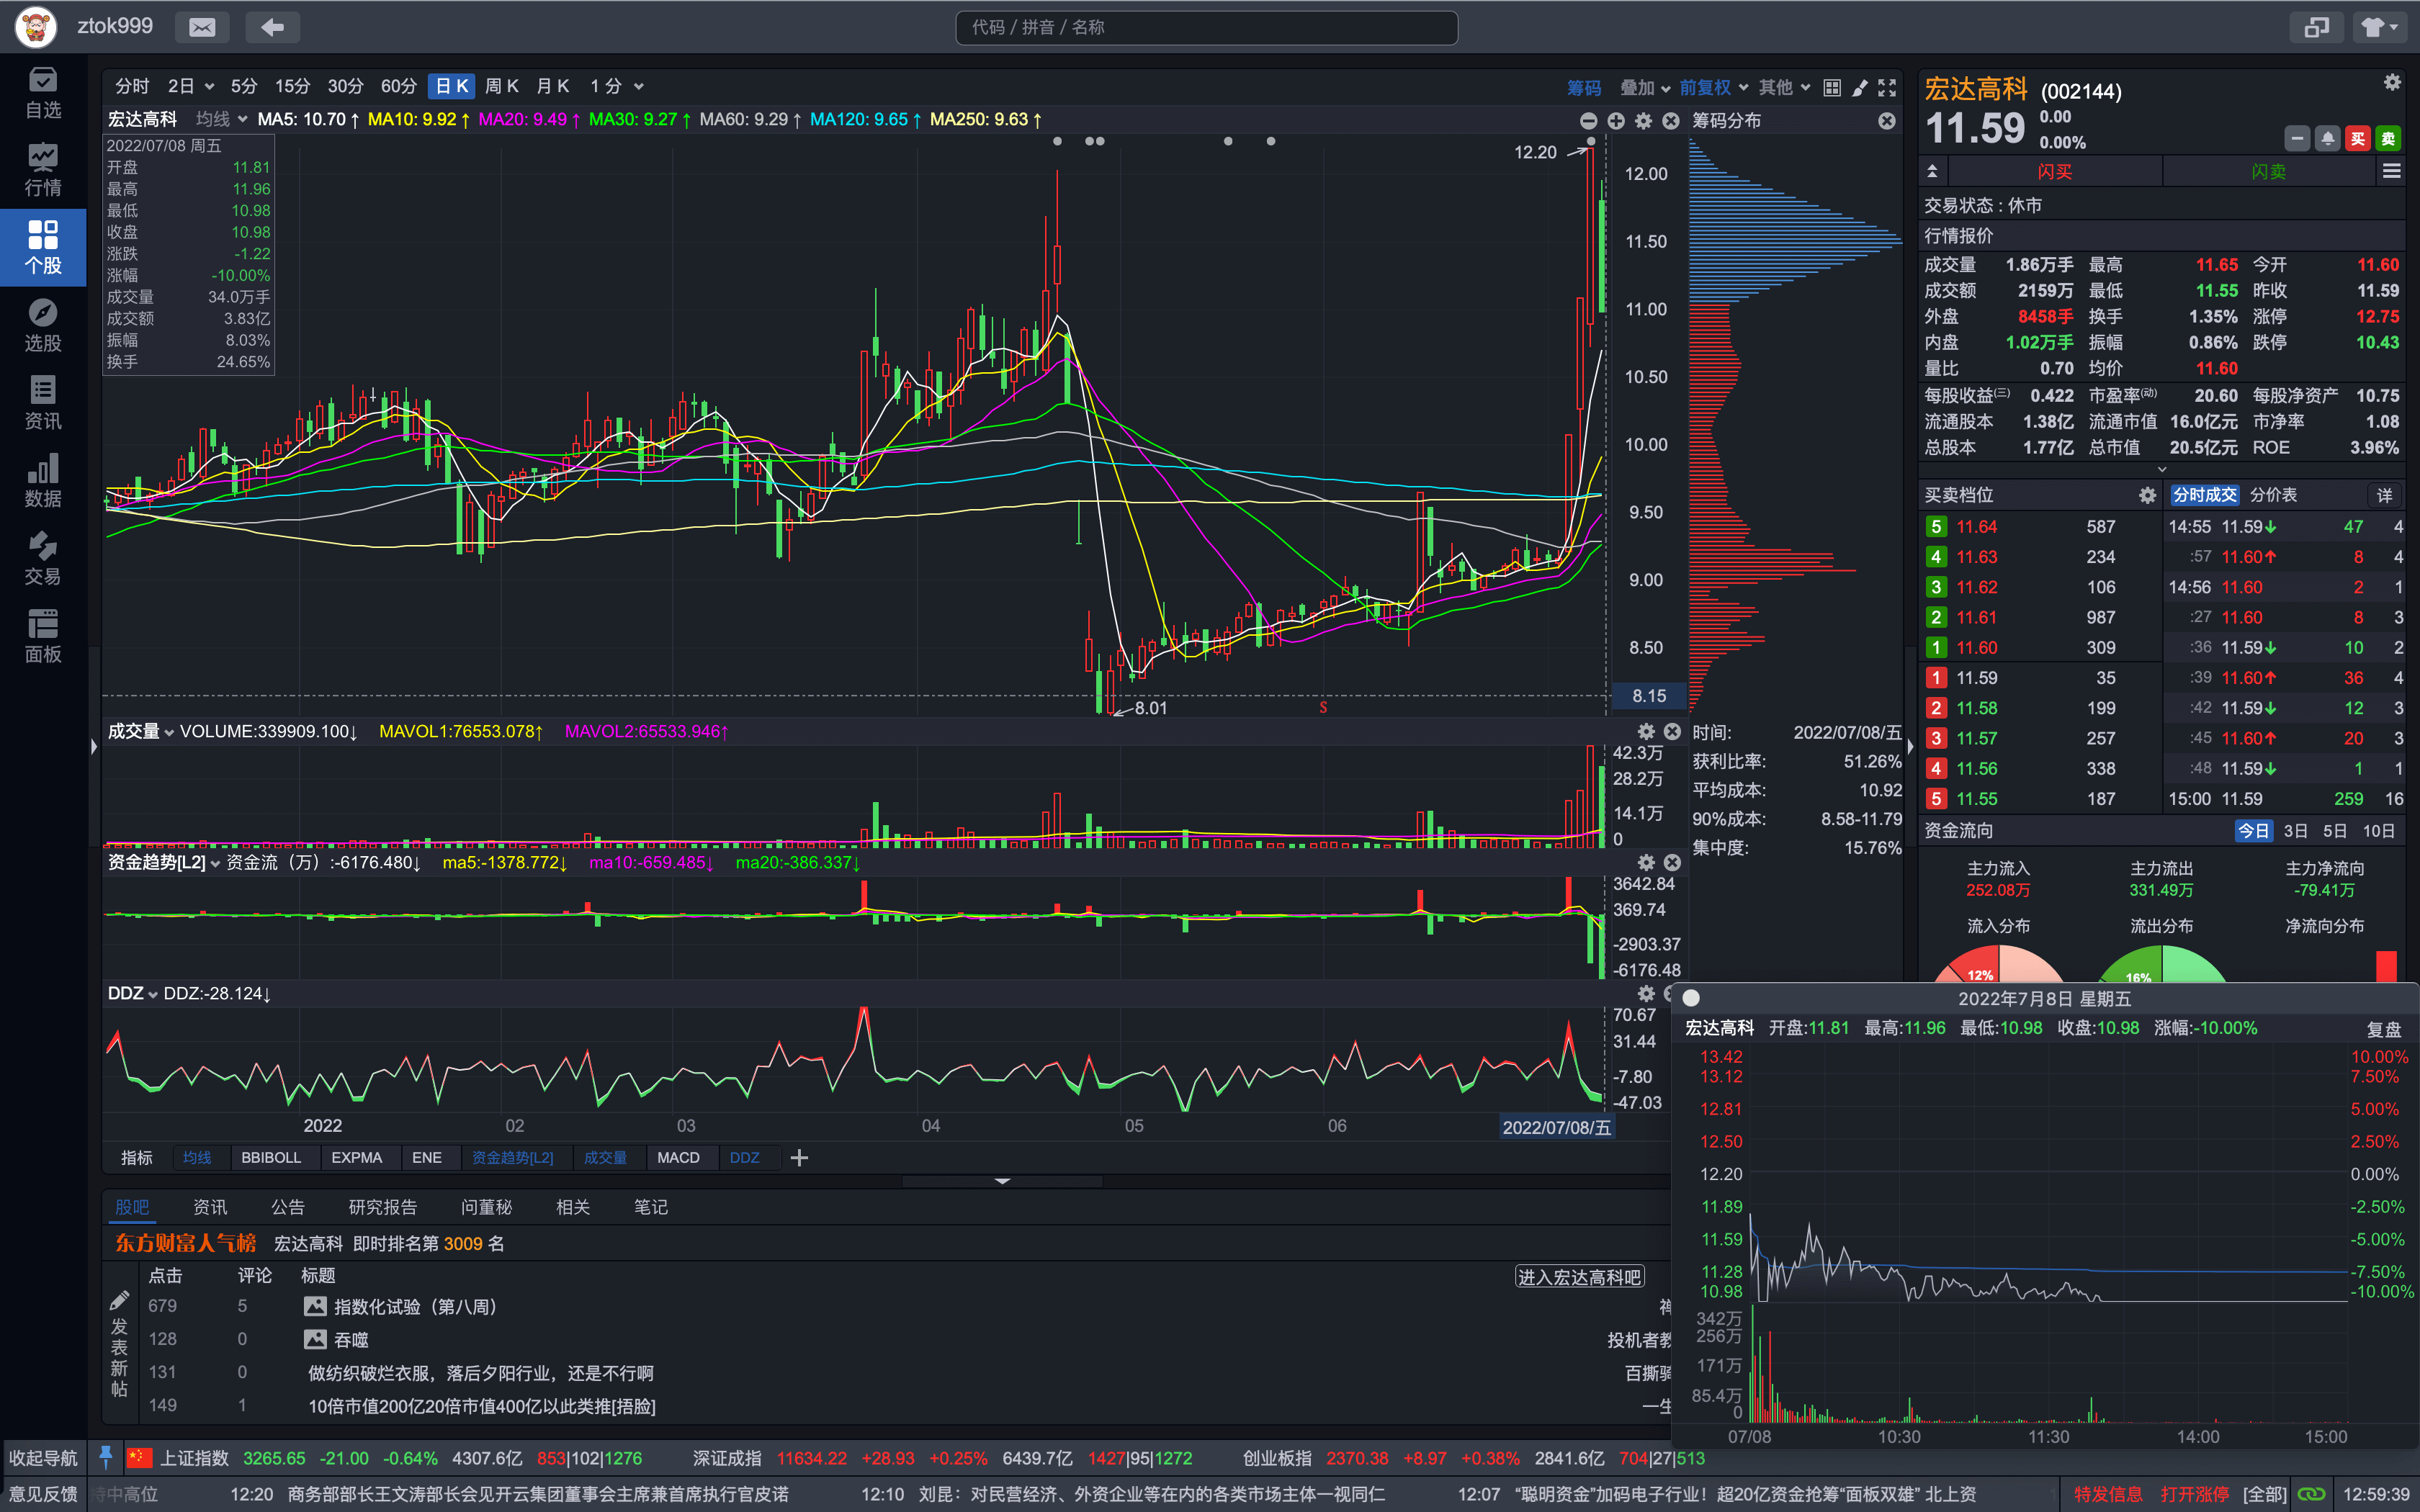 ztok999
代码 / 拼音 / 名称
自选
行情
个股
选股
资讯
数据
交易
面板
收起导航
意见反馈
分时 2日 5分 15分 30分 60分 日K 周K 月K 1分
筹码 叠加 前复权 其他
宏达高科 均线 MA5: 10.70↑ MA10: 9.92↑ MA20: 9.49↑ MA30: 9.27↑ MA60: 9.29↑ MA120: 9.65↑ MA250: 9.63↑
2022/07/08 周五
开盘 11.81
最高 11.96
最低 10.98
收盘 10.98
涨跌 -1.22
涨幅 -10.00%
成交量 34.0万手
成交额 3.83亿
振幅 8.03%
换手 24.65%
12.20
8.01
S
12.00
11.50
11.00
10.50
10.00
9.50
9.00
8.50
8.15
筹码分布
时间: 2022/07/08/五
获利比率: 51.26%
平均成本: 10.92
90%成本: 8.58-11.79
集中度: 15.76%
成交量 VOLUME:339909.100↓ MAVOL1:76553.078↑ MAVOL2:65533.946↑
42.3万
28.2万
14.1万
0
资金趋势[L2] 资金流（万）:-6176.480↓ ma5:-1378.772↓ ma10:-659.485↓ ma20:-386.337↓
3642.84
369.74
-2903.37
-6176.48
DDZ DDZ:-28.124↓
70.67
31.44
-7.80
-47.03
2022 02 03 04 05 06 2022/07/08/五
指标 均线 BBIBOLL EXPMA ENE 资金趋势[L2] 成交量 MACD DDZ
股吧 资讯 公告 研究报告 问董秘 相关 笔记
东方财富人气榜 宏达高科 即时排名第 3009 名
点击 评论 标题 进入宏达高科吧
679 5 指数化试验（第八周）
128 0 吞噬 投机者教
131 0 做纺织破烂衣服，落后夕阳行业，还是不行啊 百撕骑
149 1 10倍市值200亿20倍市值400亿以此类推[捂脸] 一生
发表新帖
宏达高科 (002144)
11.59 0.00
0.00%
买 卖
闪买 闪卖
交易状态 : 休市
行情报价
成交量 1.86万手 最高 11.65 今开 11.60
成交额 2159万 最低 11.55 昨收 11.59
外盘 8458手 换手 1.35% 涨停 12.75
内盘 1.02万手 振幅 0.86% 跌停 10.43
量比 0.70 均价 11.60
每股收益(三) 0.422 市盈率(动) 20.60 每股净资产 10.75
流通股本 1.38亿 流通市值 16.0亿元 市净率 1.08
总股本 1.77亿 总市值 20.5亿元 ROE 3.96%
买卖档位 分时成交 分价表 详
5 11.64 587 14:55 11.59↓ 47 4
4 11.63 234 :57 11.60↑ 8 4
3 11.62 106 14:56 11.60 2 1
2 11.61 987 :27 11.60 8 3
1 11.60 309 :36 11.59↓ 10 2
1 11.59 35 :39 11.60↑ 36 4
2 11.58 199 :42 11.59↓ 12 3
3 11.57 257 :45 11.60↑ 20 3
4 11.56 338 :48 11.59↓ 1 1
5 11.55 187 15:00 11.59 259 16
资金流向 今日 3日 5日 10日
主力流入 主力流出 主力净流向
252.08万 331.49万 -79.41万
流入分布 流出分布 净流向分布
12% 16%
2022年7月8日 星期五
宏达高科 开盘:11.81 最高:11.96 最低:10.98 收盘:10.98 涨幅:-10.00% 复盘
13.42 10.00%
13.12 7.50%
12.81 5.00%
12.50 2.50%
12.20 0.00%
11.89 -2.50%
11.59 -5.00%
11.28 -7.50%
10.98 -10.00%
342万
256万
171万
85.4万
0
07/08 10:30 11:30 14:00 15:00
上证指数 3265.65 -21.00 -0.64% 4307.6亿 853|102|1276 深证成指 11634.22 +28.93 +0.25% 6439.7亿 1427|95|1272 创业板指 2370.38 +8.97 +0.38% 2841.6亿 704|27|513
持中高位 12:20 商务部部长王文涛部长会见开云集团董事会主席兼首席执行官皮诺 12:10 刘昆：对民营经济、外资企业等在内的各类市场主体一视同仁 12:07 “聪明资金”加码电子行业！超20亿资金抢筹“面板双雄” 北上资 特发信息 打开涨停 [全部] 12:59:39